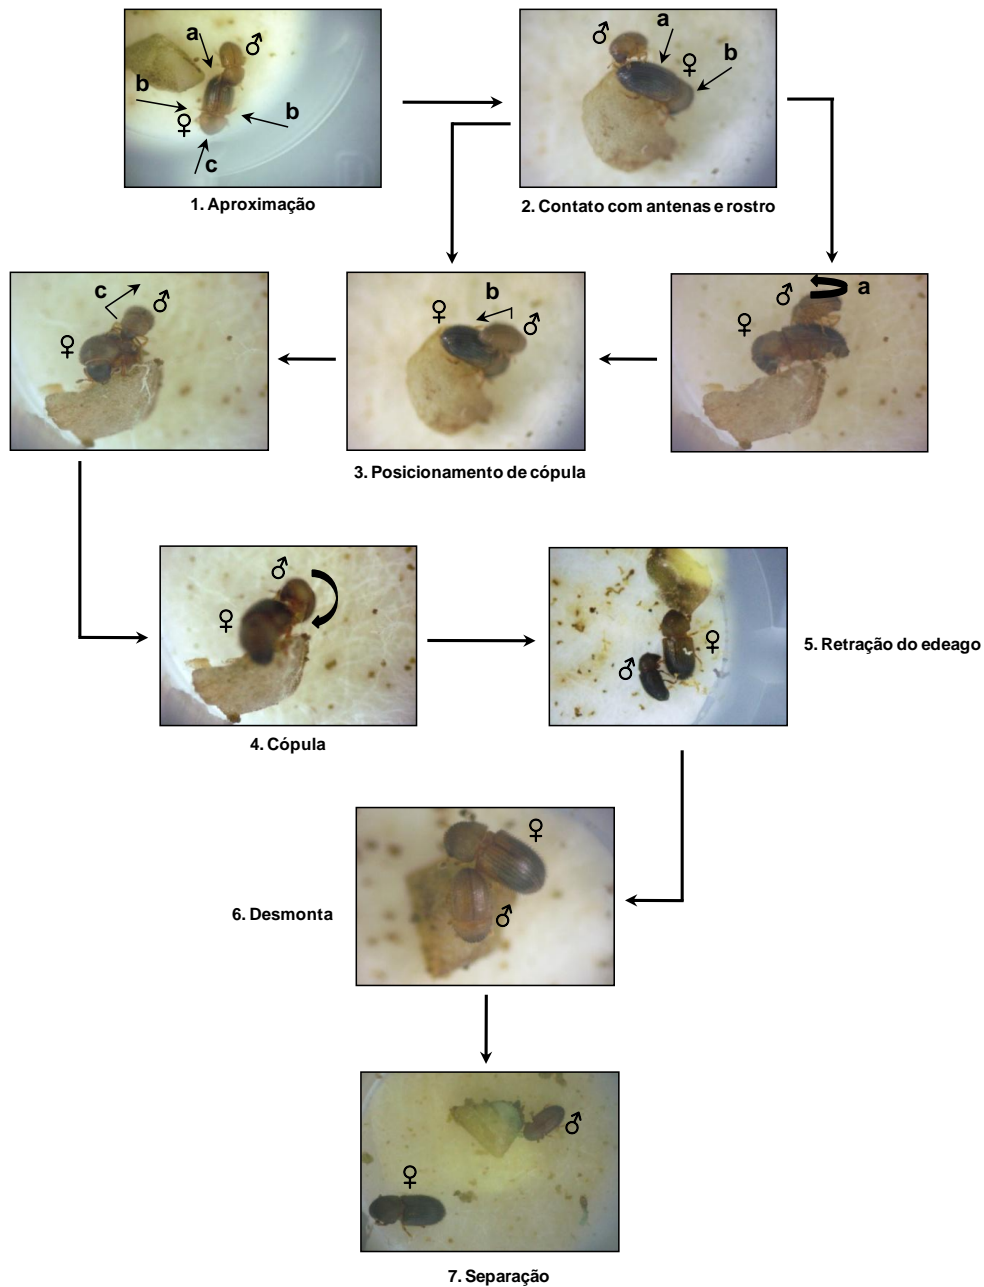 a ♂
b
b
♀
c
1. Aproximação
♂ a
♀ b
2. Contato com antenas e rostro
c ♂
♀
♀ b
♂
♂ a
♀
3. Posicionamento de cópula
♂
♀
4. Cópula
♀
♂
5. Retração do edeago
♀
♂
6. Desmonta
♂
♀
7. Separação